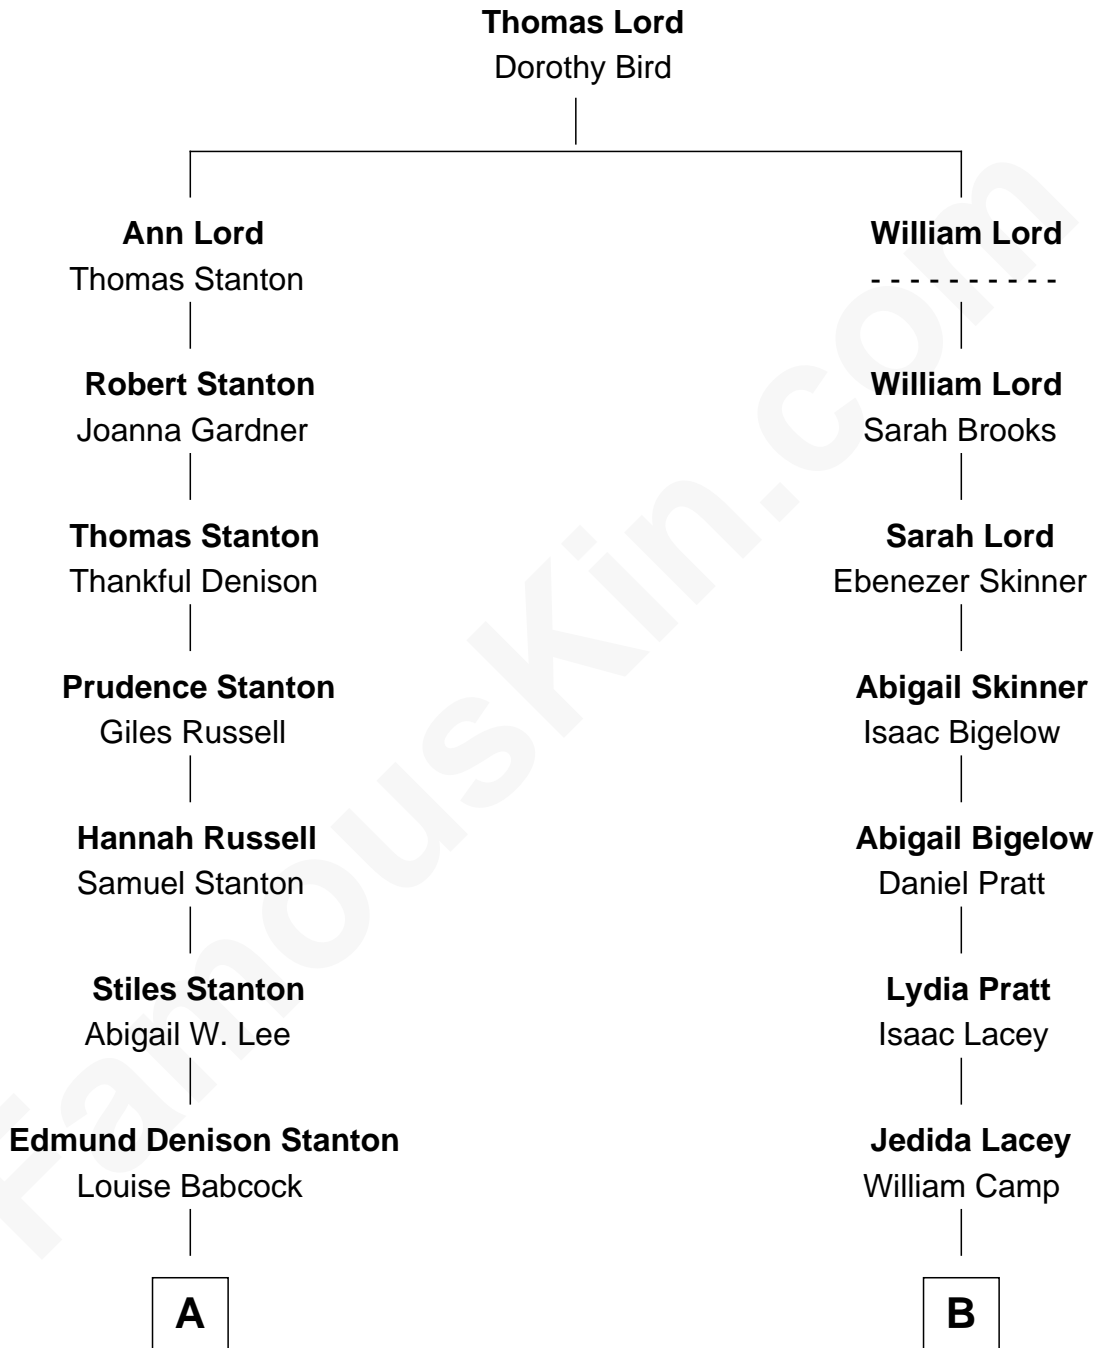 Thomas Lord
Dorothy Bird
Ann Lord
Thomas Stanton
William Lord
- - - - - - - - - -
Robert Stanton
Joanna Gardner
William Lord
Sarah Brooks
Thomas Stanton
Thankful Denison
Sarah Lord
Ebenezer Skinner
Prudence Stanton
Giles Russell
Abigail Skinner
Isaac Bigelow
Hannah Russell
Samuel Stanton
Abigail Bigelow
Daniel Pratt
Stiles Stanton
Abigail W. Lee
Lydia Pratt
Isaac Lacey
Edmund Denison Stanton
Louise Babcock
Jedida Lacey
William Camp
A
B
FamousKin.com